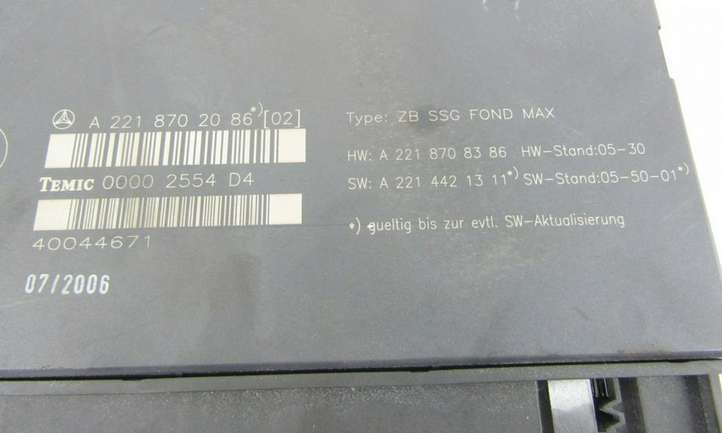 A 221 870 20 86*)[02]
TEMIC 0000 2554 D4
40044671
07/2006
Type: ZB SSG FOND MAX
HW: A 221 870 83 86 HW-Stand:05-30
SW: A 221 442 13 11*) SW-Stand:05-50-01*)
*) gueltig bis zur evtl. SW-Aktualisierung